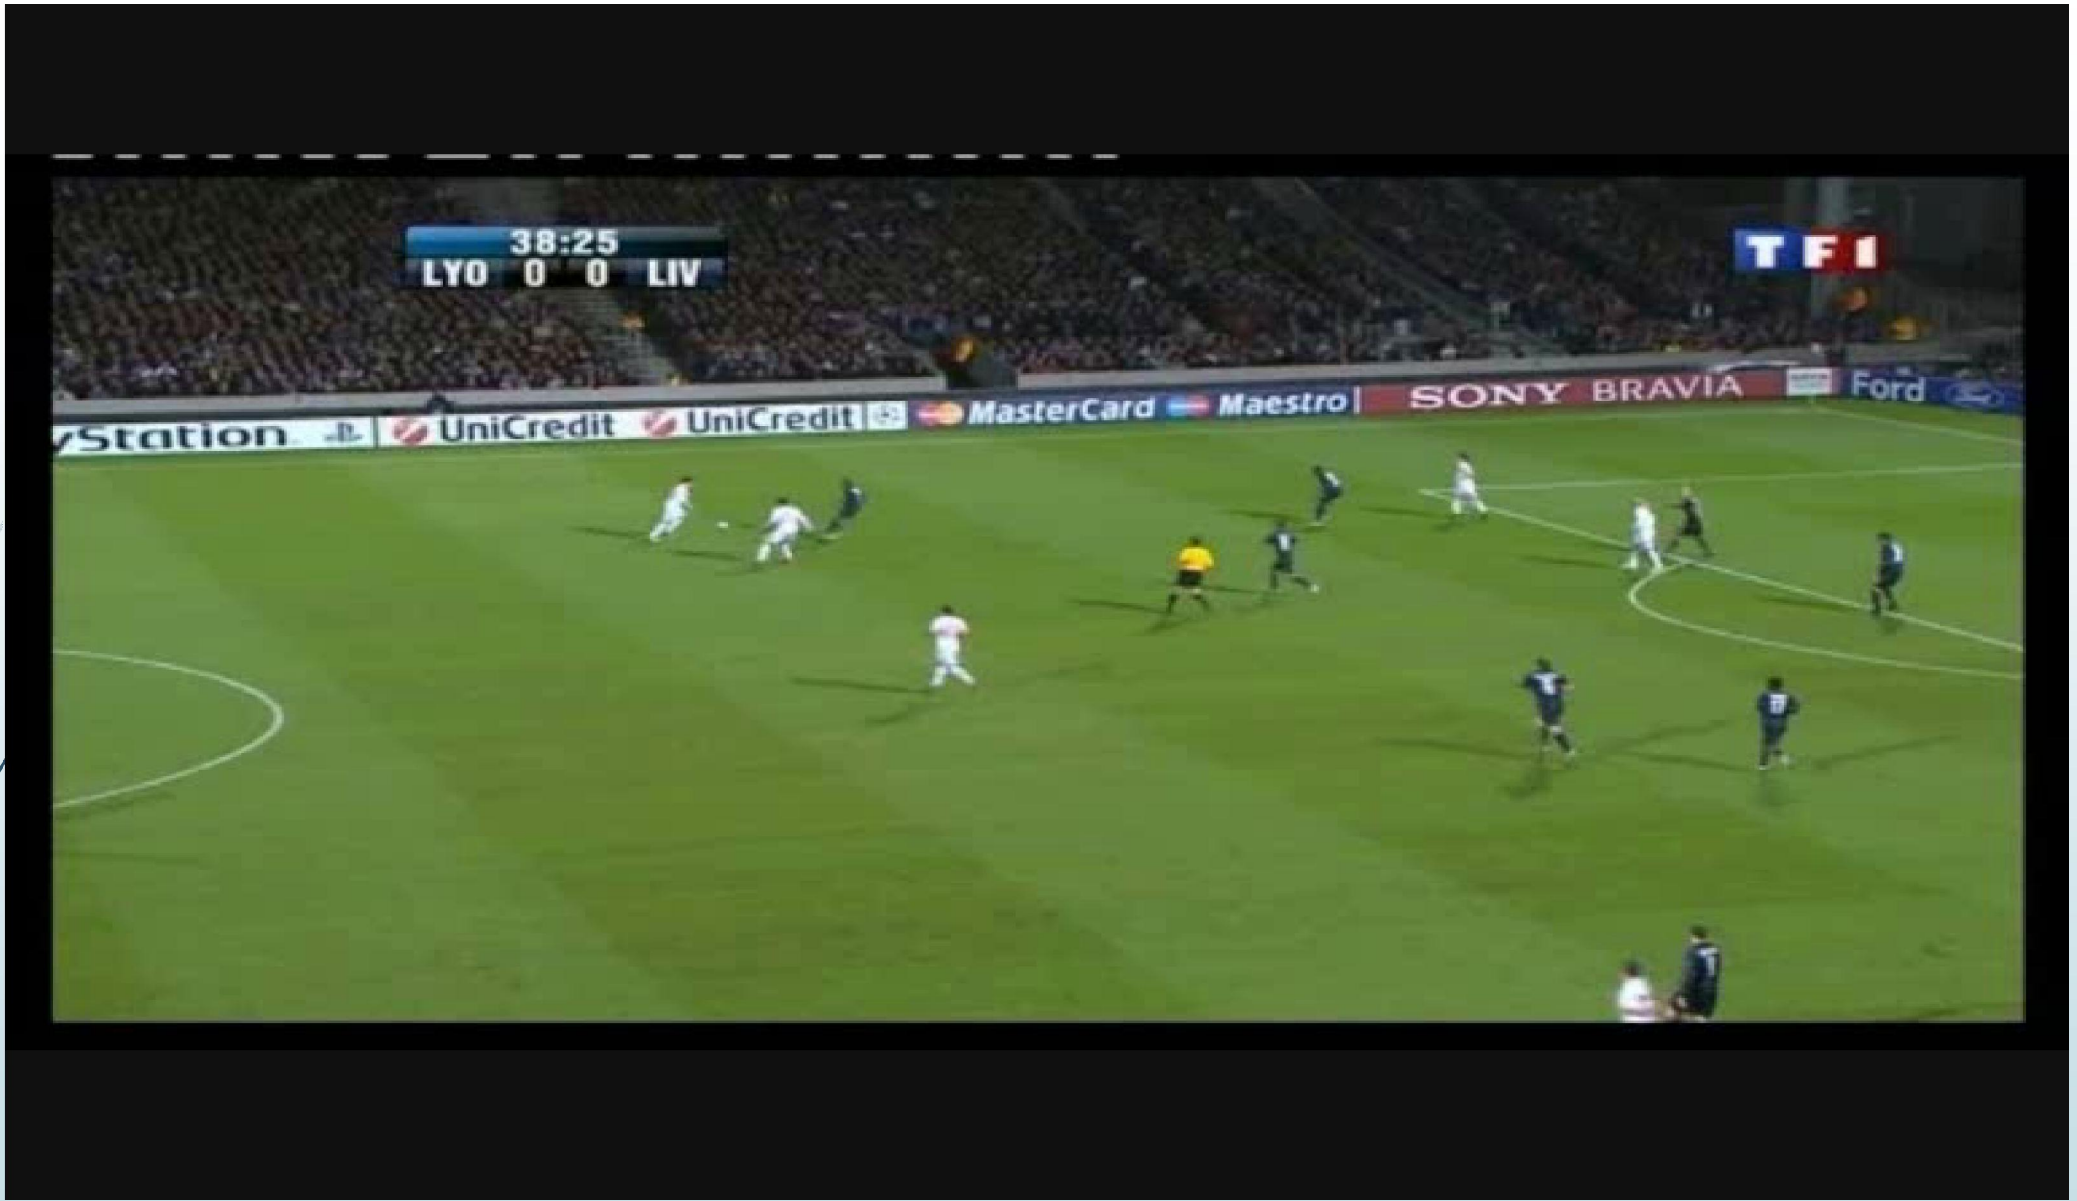 38:25
LYO 0 0 LIV
TF1
yStation UniCredit UniCredit MasterCard Maestro SONY BRAVIA Ford